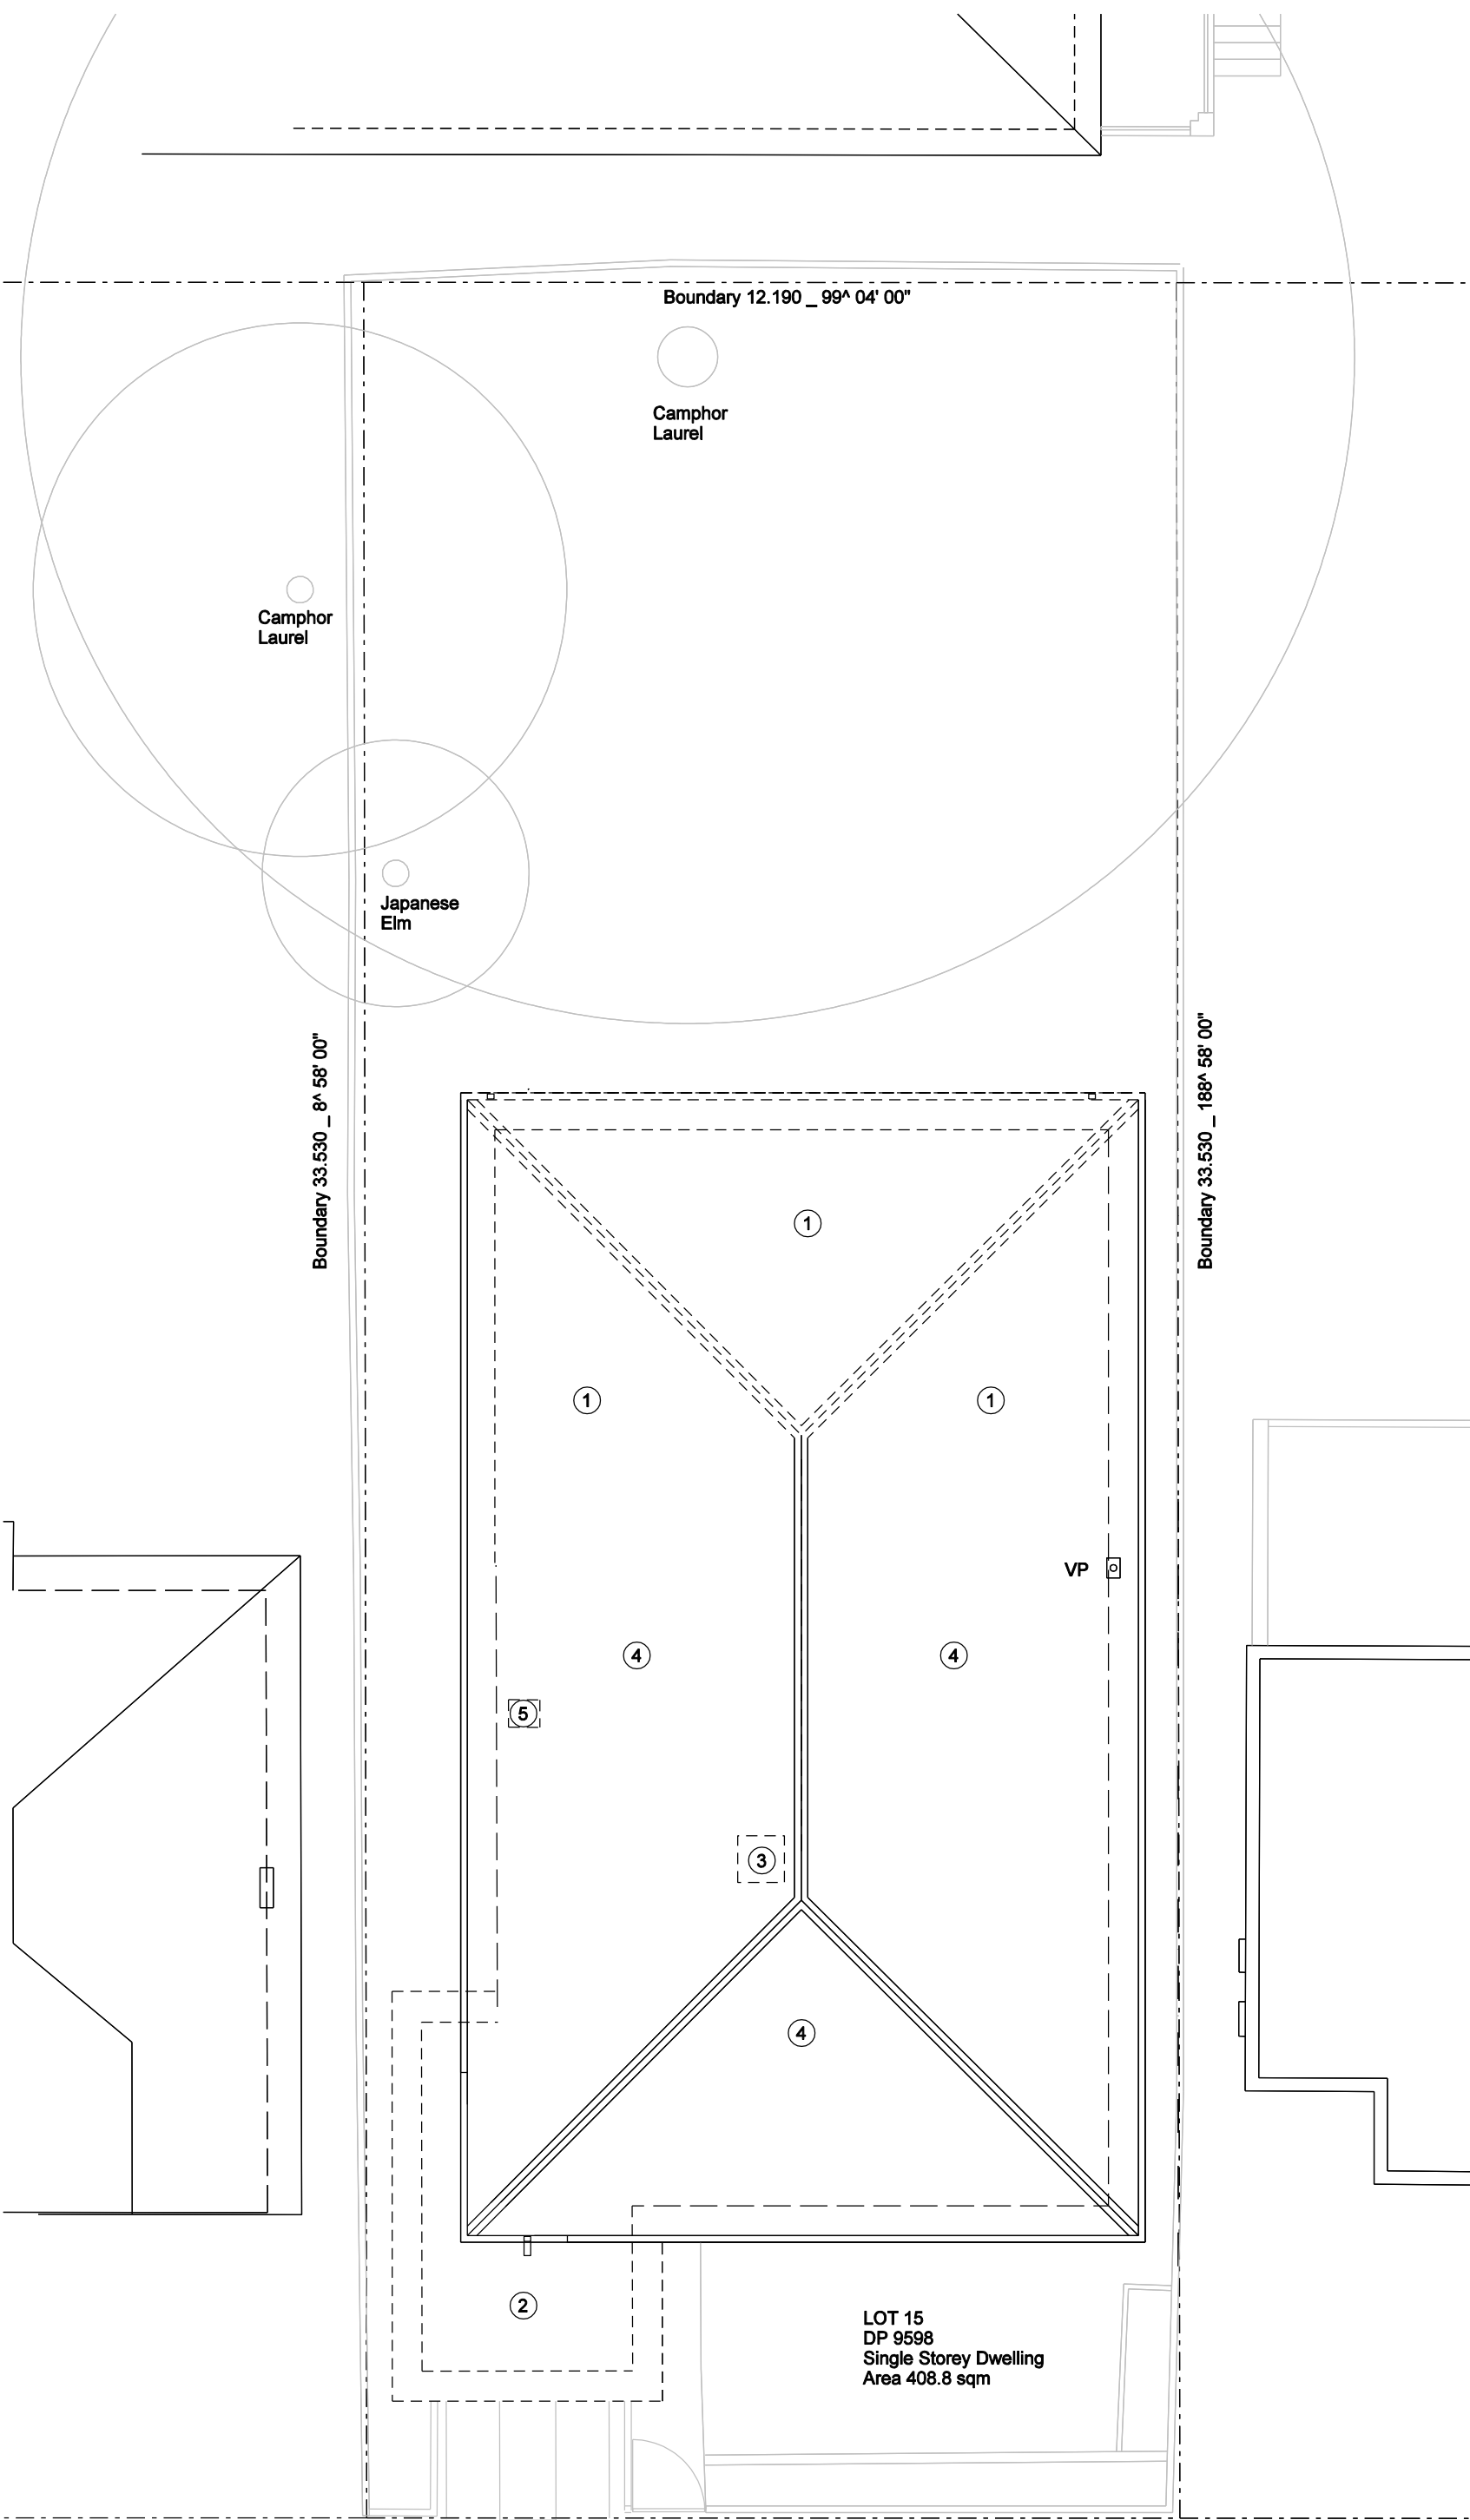 Boundary 12.190 _ 99^ 04' 00"
Camphor
Laurel
Camphor
Laurel
Japanese
Elm
Boundary 33.530 _ 8^ 58' 00"
Boundary 33.530 _ 188^ 58' 00"
1
1
1
VP
4
4
5
3
4
2
LOT 15
DP 9598
Single Storey Dwelling
Area 408.8 sqm